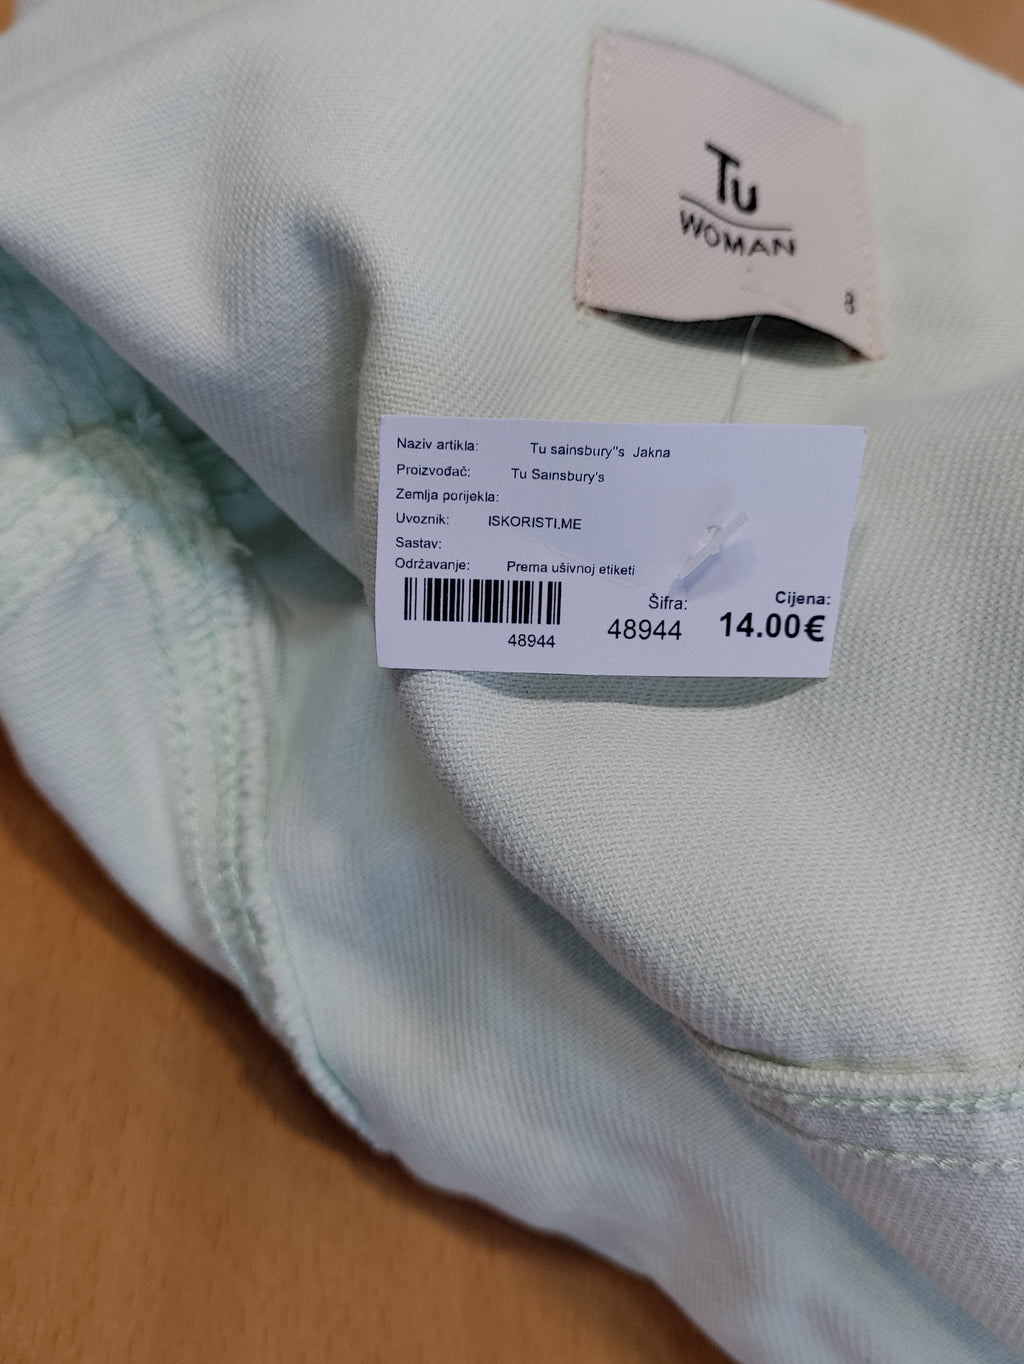 Tu
WOMAN
8
Naziv artikla: Tu sainsbury"s Jakna
Proizvođač: Tu Sainsbury's
Zemlja porijekla:
Uvoznik: ISKORISTI.ME
Sastav:
Održavanje: Prema ušivnoj etiketi
Šifra: Cijena:
48944 48944 14.00€